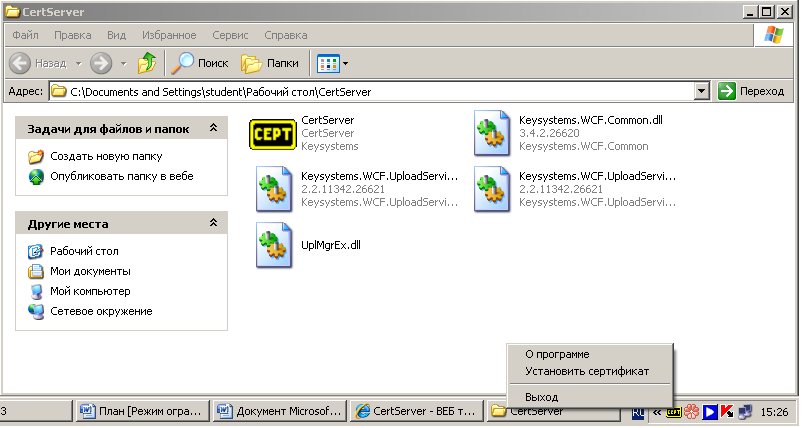 CertServer
Файл Правка Вид Избранное Сервис Справка
Назад Поиск Папки
Адрес: C:\Documents and Settings\student\Рабочий стол\CertServer Переход
Задачи для файлов и папок
Создать новую папку
Опубликовать папку в вебе
Другие места
Рабочий стол
Мои документы
Мой компьютер
Сетевое окружение
СЕРТ
CertServer
CertServer
Keysystems
Keysystems.WCF.Common.dll
3.4.2.26620
Keysystems.WCF.Common
Keysystems.WCF.UploadServi...
2.2.11342.26621
Keysystems.WCF.UploadServi...
Keysystems.WCF.UploadServi...
2.2.11342.26621
Keysystems.WCF.UploadServi...
UplMgrEx.dll
О программе
Установить сертификат
Выход
3 План [Режим огра... Документ Microsof... CertServer - ВЕБ т... CertServer RU « СЕРТ 15:26